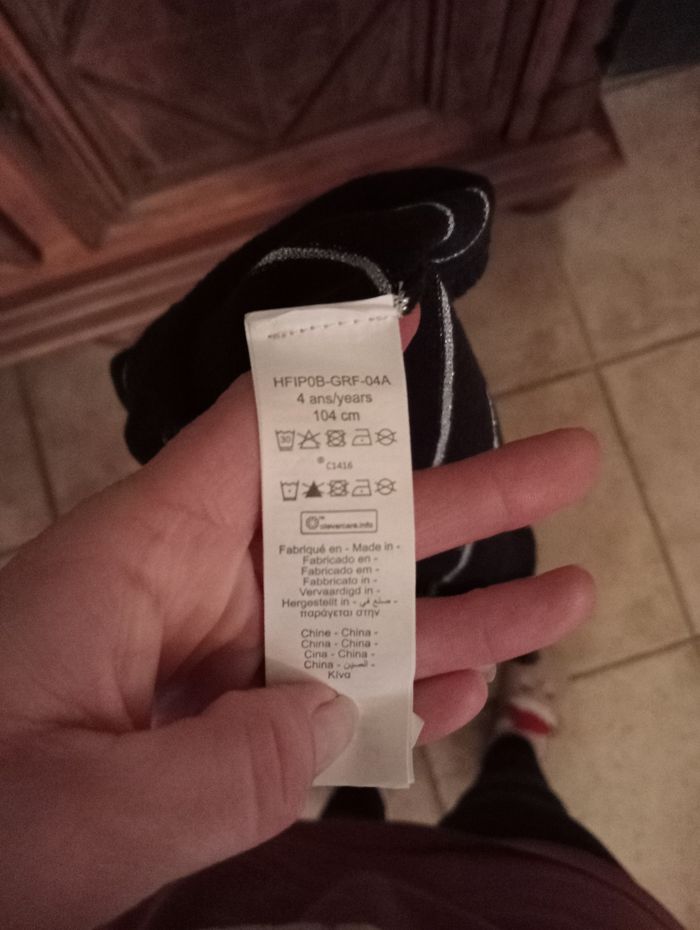 HFIP0B-GRF-04A
4 ans/years
104 cm
30
® C1416
clevercare.info
Fabriqué en - Made in -
Fabricado en -
Fabricado em -
Fabbricato in -
Vervaardigd in -
Hergestellt in - صنع في -
παράγεται στην
Chine - China -
China - China -
Cina - China -
China - الصين -
Κίνα